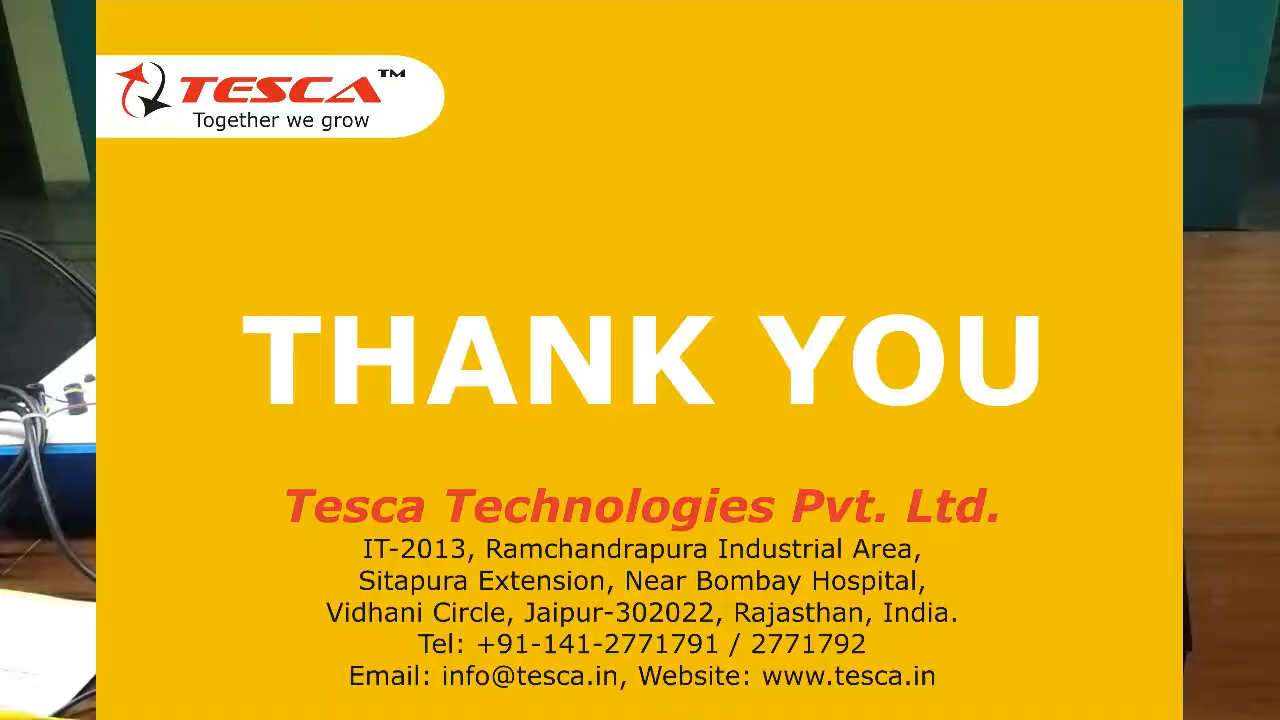 TESCA™
Together we grow
THANK YOU
Tesca Technologies Pvt. Ltd.
IT-2013, Ramchandrapura Industrial Area,
Sitapura Extension, Near Bombay Hospital,
Vidhani Circle, Jaipur-302022, Rajasthan, India.
Tel: +91-141-2771791 / 2771792
Email: info@tesca.in, Website: www.tesca.in